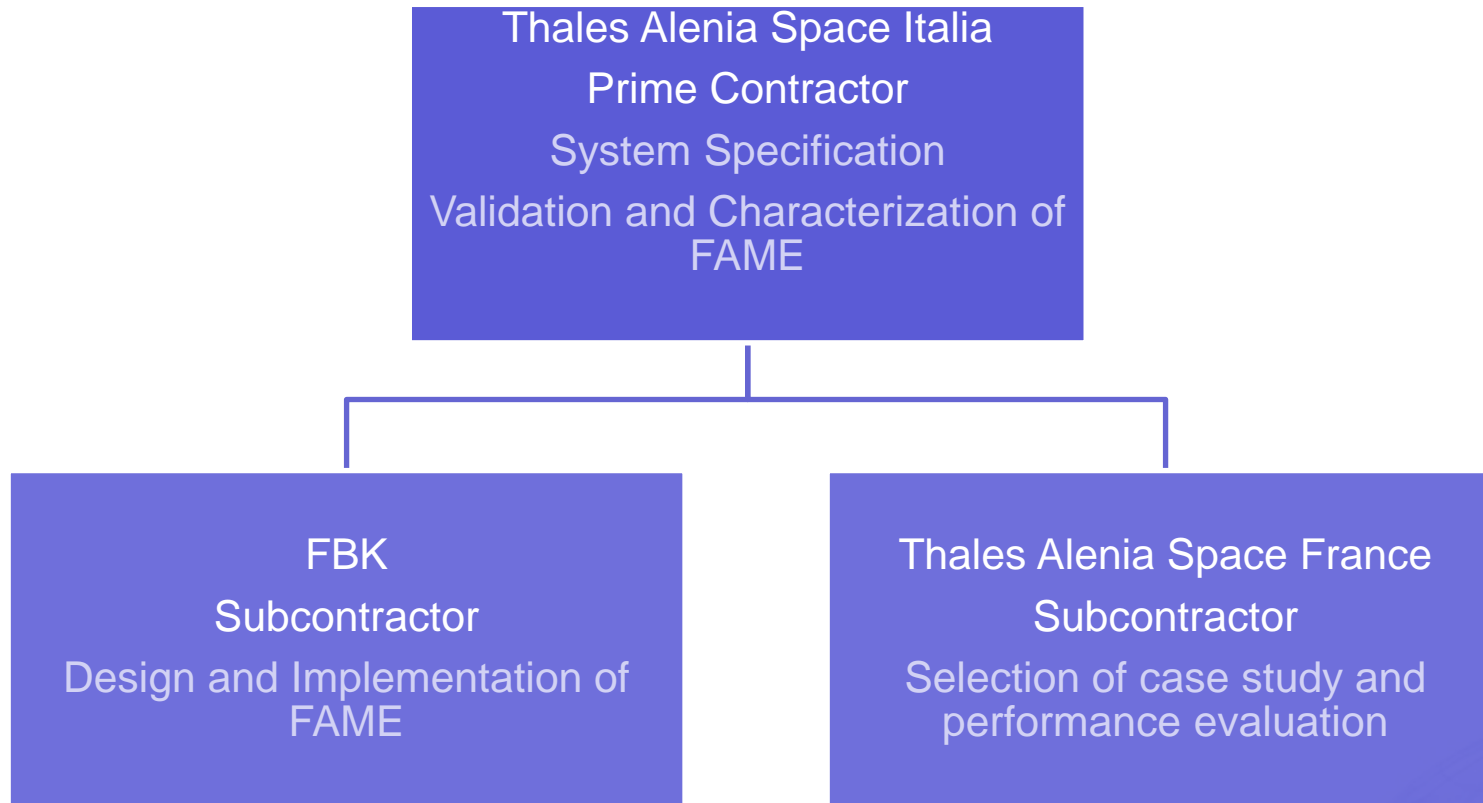 Thales Alenia Space Italia
Prime Contractor
System Specification
Validation and Characterization of
FAME
FBK
Subcontractor
Design and Implementation of
FAME
Thales Alenia Space France
Subcontractor
Selection of case study and
performance evaluation